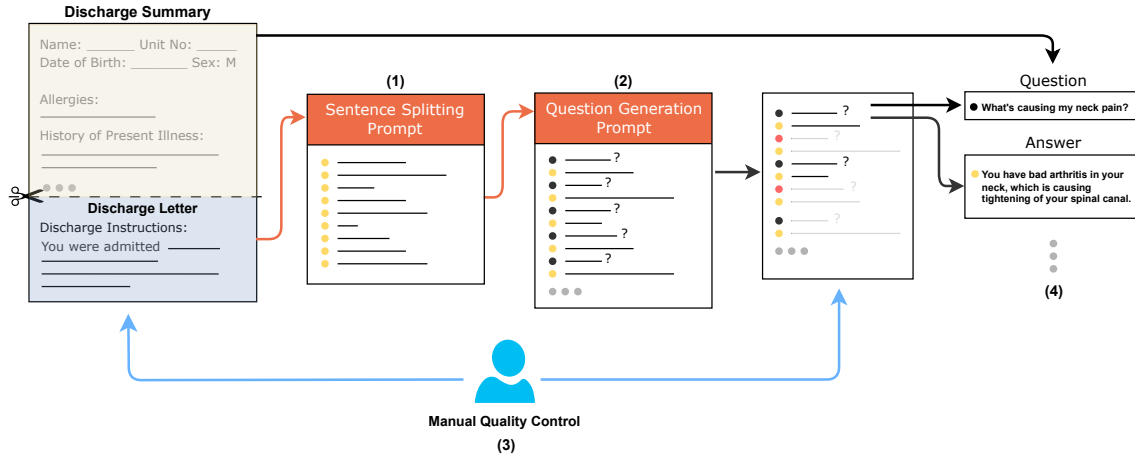 Discharge Summary
Name: ______ Unit No: _____
Date of Birth: ________ Sex: M
Allergies:
History of Present Illness:
Discharge Letter
Discharge Instructions:
You were admitted
(1)
Sentence Splitting
Prompt
(2)
Question Generation
Prompt
?
?
?
?
?
?
?
?
?
?
Question
What's causing my neck pain?
Answer
You have bad arthritis in your
neck, which is causing
tightening of your spinal canal.
(4)
Manual Quality Control
(3)